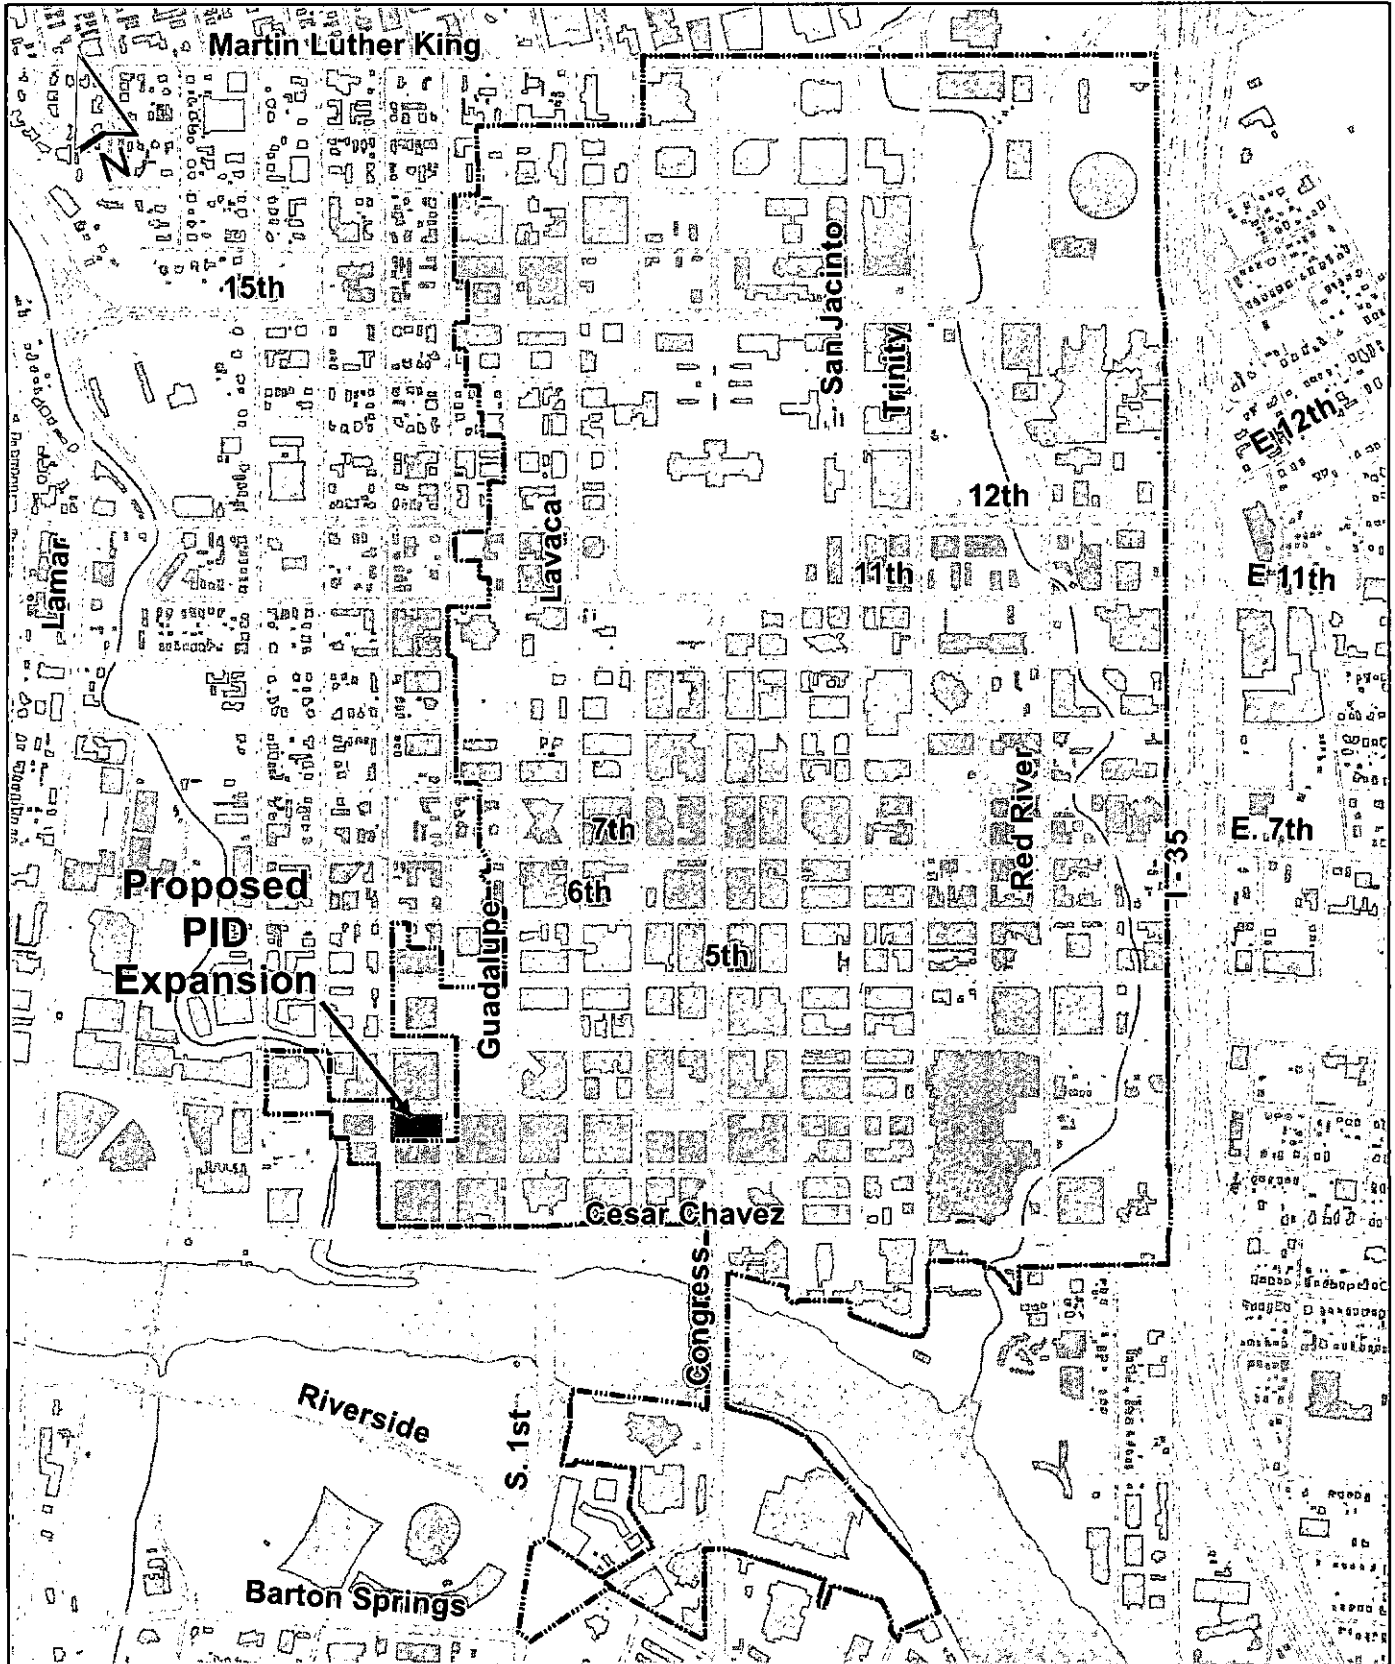 Martin Luther King
N
15th
San Jacinto
Trinity
E 12th
12th
Lavaca
Lamar
11th
E 11th
Red River
7th
E. 7th
I - 35
Proposed
PID
Expansion
6th
Guadalupe
5th
Cesar Chavez
Congress
Riverside
S. 1st
Barton Springs